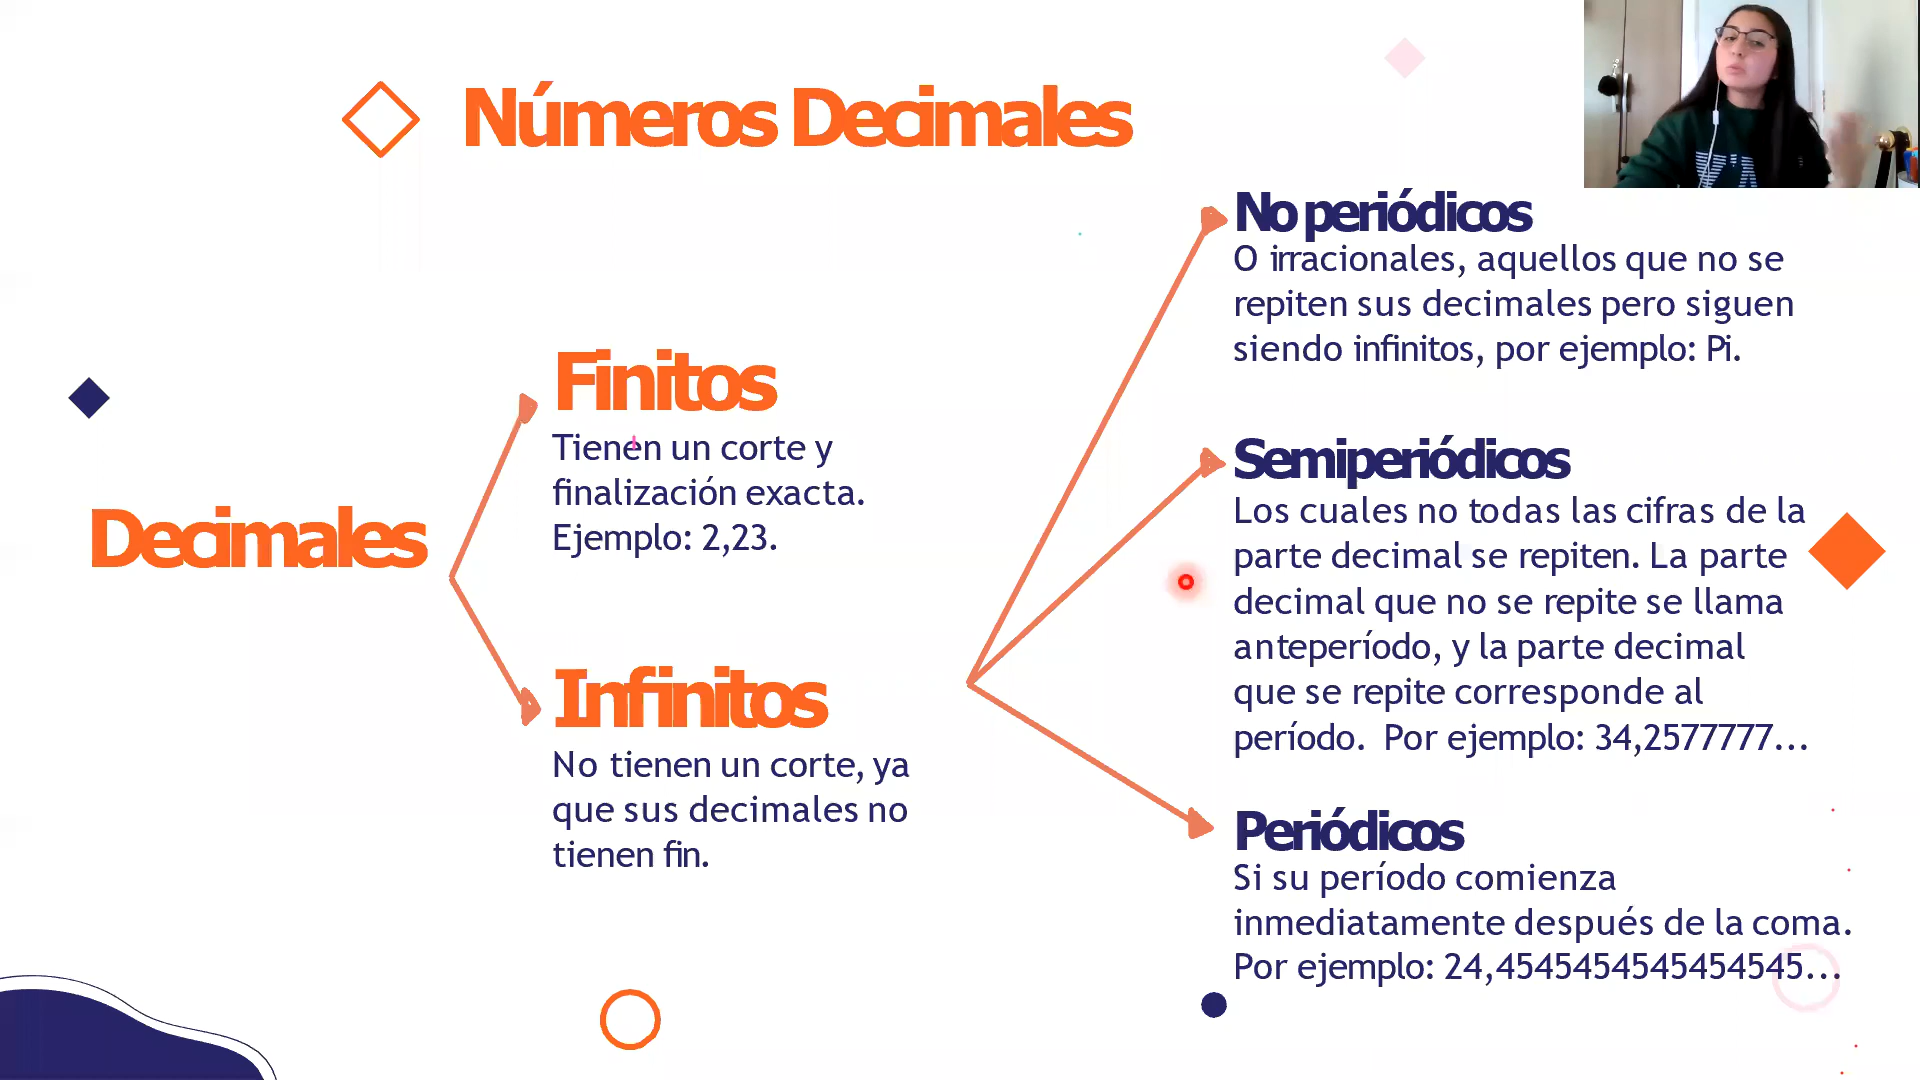 Números Decimales
Decimales
Finitos
Tienen un corte y
finalización exacta.
Ejemplo: 2,23.
Infinitos
No tienen un corte, ya
que sus decimales no
tienen fin.
No periódicos
O irracionales, aquellos que no se
repiten sus decimales pero siguen
siendo infinitos, por ejemplo: Pi.
Semiperiódicos
Los cuales no todas las cifras de la
parte decimal se repiten. La parte
decimal que no se repite se llama
anteperíodo, y la parte decimal
que se repite corresponde al
período. Por ejemplo: 34,2577777...
Periódicos
Si su período comienza
inmediatamente después de la coma.
Por ejemplo: 24,4545454545454545...